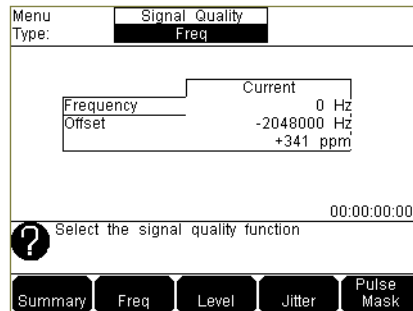 Menu Signal Quality
Type: Freq
Current
Frequency 0 Hz
Offset -2048000 Hz
+341 ppm
00:00:00:00
? Select the signal quality function
Summary Freq Level Jitter Pulse Mask